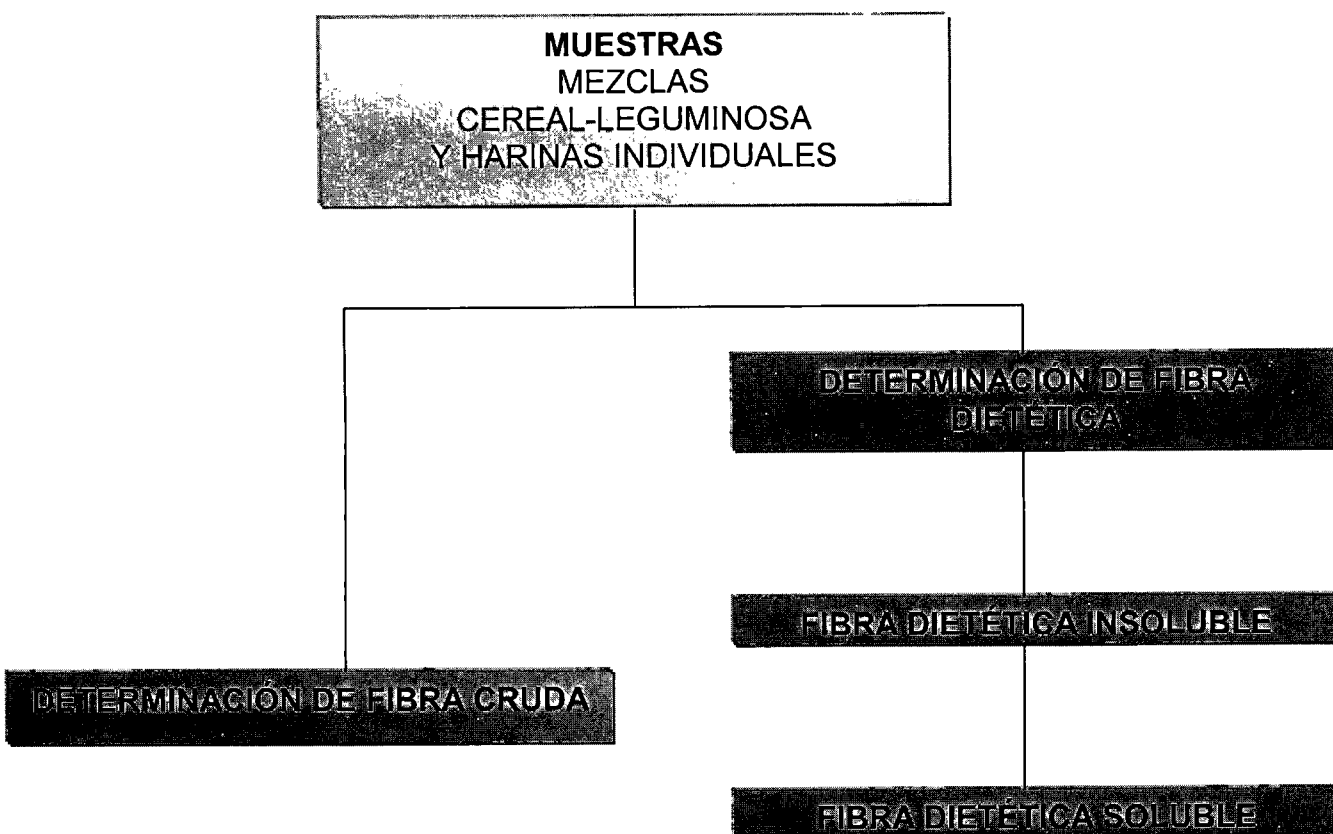 MUESTRAS
MEZCLAS
CEREAL-LEGUMINOSA
Y HARINAS INDIVIDUALES
DETERMINACIÓN DE FIBRA
DIETÉTICA
FIBRA DIETÉTICA INSOLUBLE
DETERMINACIÓN DE FIBRA CRUDA
FIBRA DIETÉTICA SOLUBLE